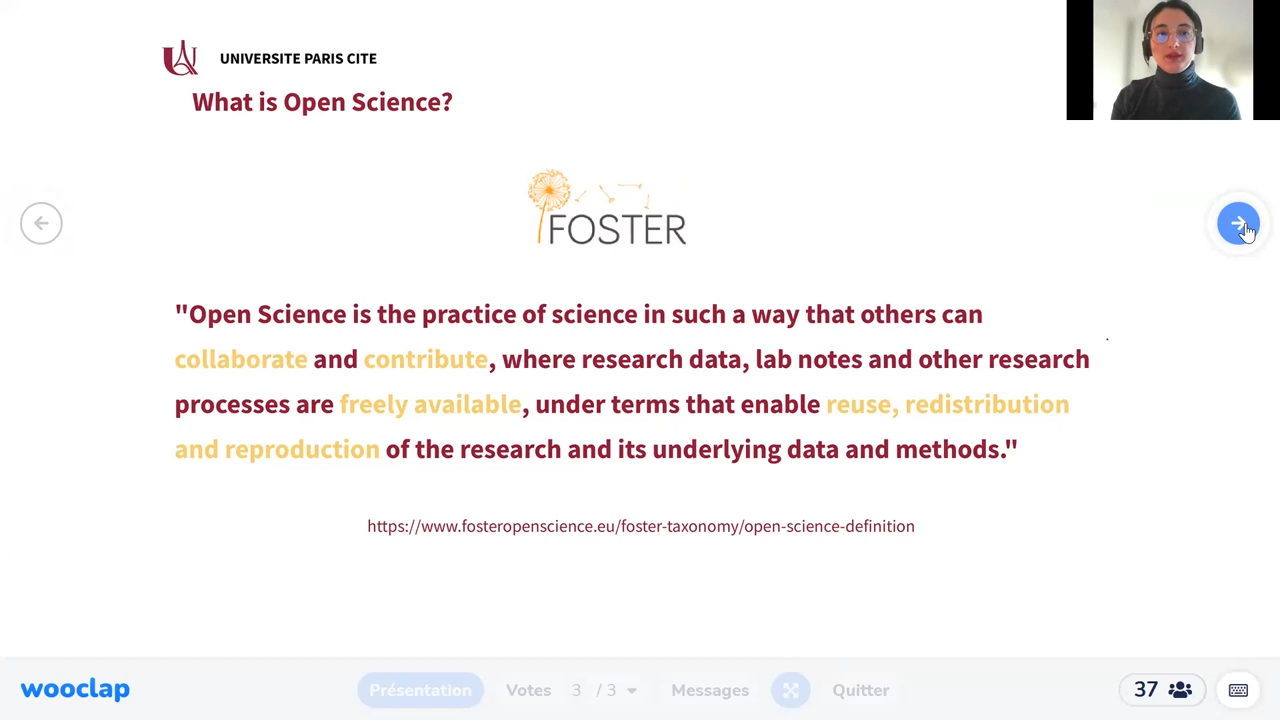 UNIVERSITE PARIS CITE
What is Open Science?
FOSTER
"Open Science is the practice of science in such a way that others can
collaborate and contribute, where research data, lab notes and other research
processes are freely available, under terms that enable reuse, redistribution
and reproduction of the research and its underlying data and methods."
https://www.fosteropenscience.eu/foster-taxonomy/open-science-definition
wooclap
Présentation Votes 3 / 3 Messages Quitter 37